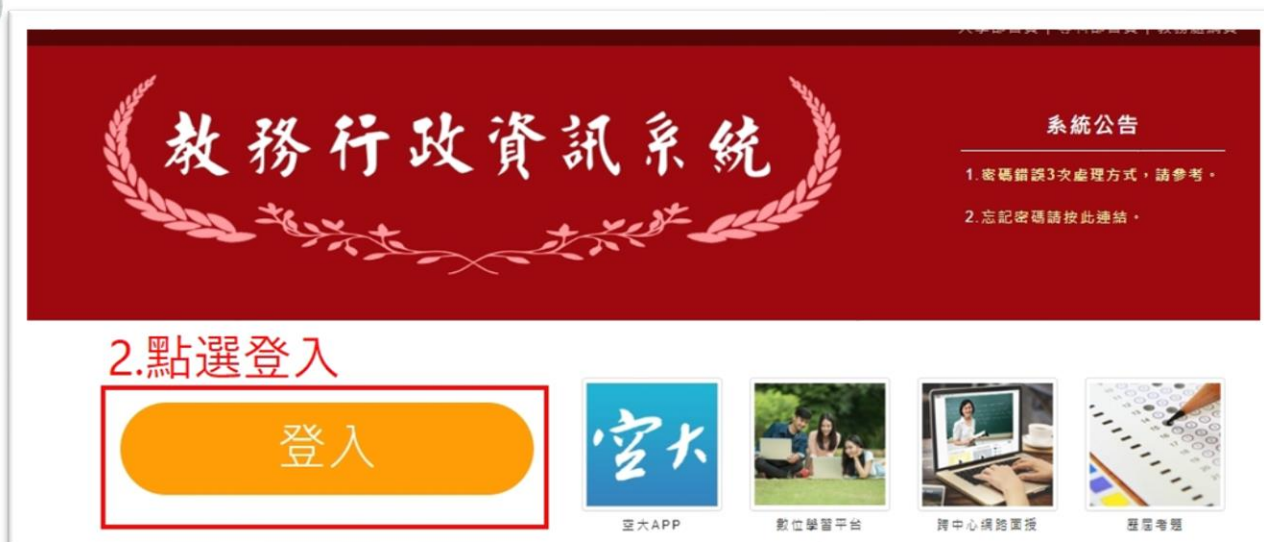 教務行政資訊系統
系統公告
1.密碼錯誤3次處理方式，請參考。
2.忘記密碼請按此連結。
2.點選登入
登入
空大
空大APP
數位學習平台
跨中心網路面授
歷屆考題